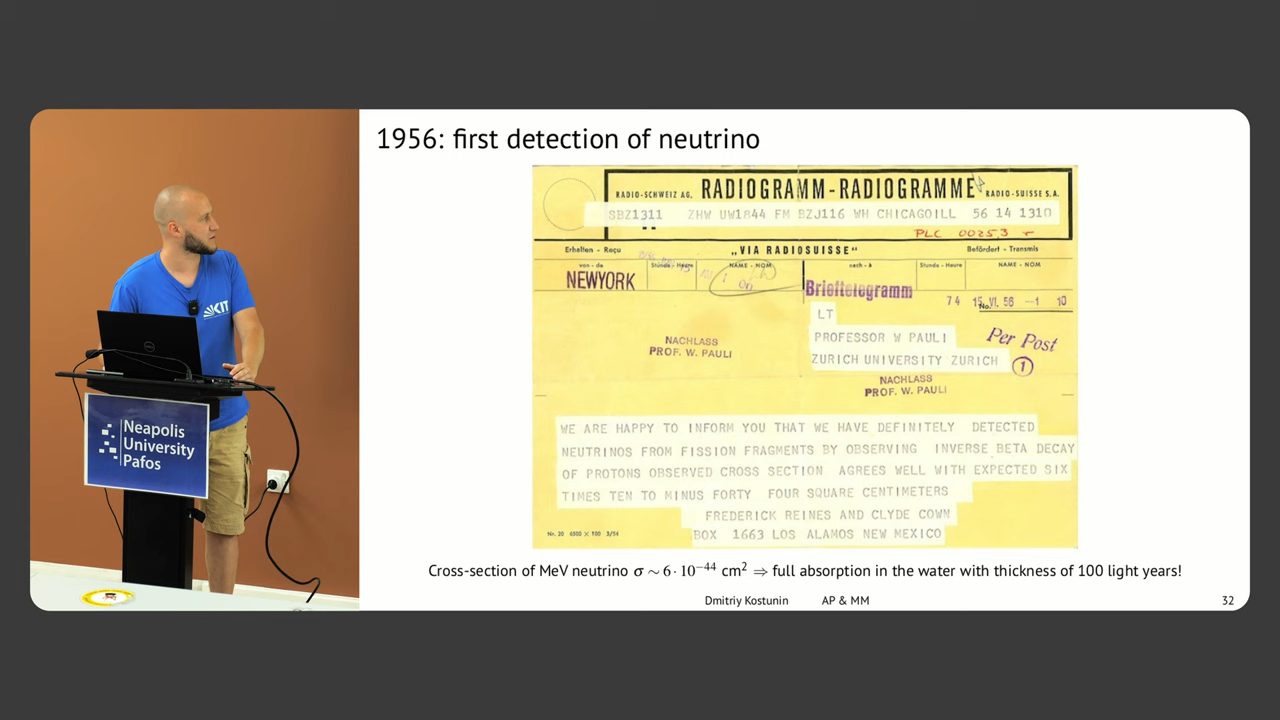 1956: first detection of neutrino
RADIO-SCHWEIZ AG. RADIOGRAMM-RADIOGRAMME RADIO-SUISSE S.A.
SBZ1311 ZHW UW1844 FM BZJ116 WH CHICAGOILL 56 14 1310
PLC 00253
Erhalten - Reçu „VIA RADIOSUISSE“ Befördert - Transmis
von - de Stunde - Heure NAME - NOM nach - à Stunde - Heure NAME - NOM
NEWYORK
Brieftelegramm
74 15.VI. 56 -1 10
LT
PROFESSOR W PAULI
Per Post
NACHLASS
PROF. W. PAULI
ZURICH UNIVERSITY ZURICH
1
NACHLASS
PROF. W. PAULI
WE ARE HAPPY TO INFORM YOU THAT WE HAVE DEFINITELY DETECTED
NEUTRINOS FROM FISSION FRAGMENTS BY OBSERVING INVERSE BETA DECAY
OF PROTONS OBSERVED CROSS SECTION AGREES WELL WITH EXPECTED SIX
TIMES TEN TO MINUS FORTY FOUR SQUARE CENTIMETERS
FREDERICK REINES AND CLYDE COWN
BOX 1663 LOS ALAMOS NEW MEXICO
Nr. 20 6500 × 100 3/56
Cross-section of MeV neutrino σ ∼ 6 · 10⁻⁴⁴ cm² ⇒ full absorption in the water with thickness of 100 light years!
Dmitriy Kostunin AP & MM 32
KIT
DELL
Neapolis
University
Pafos